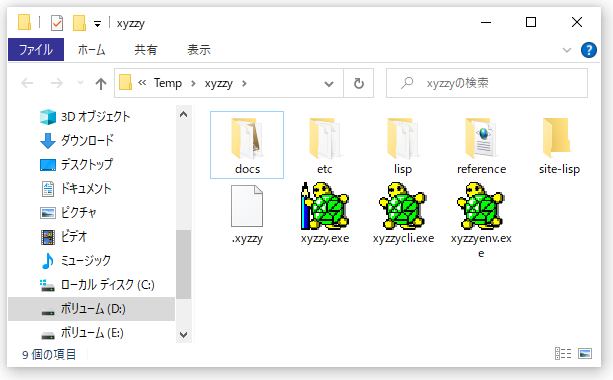 xyzzy
ファイル ホーム 共有 表示
« Temp › xyzzy › xyzzyの検索
3D オブジェクト
ダウンロード
デスクトップ
ドキュメント
ピクチャ
ビデオ
ミュージック
ローカル ディスク (C:)
ボリューム (D:)
ボリューム (E:)
docs etc lisp reference site-lisp
.xyzzy xyzzy.exe xyzzycli.exe xyzzyenv.ex
e
9 個の項目